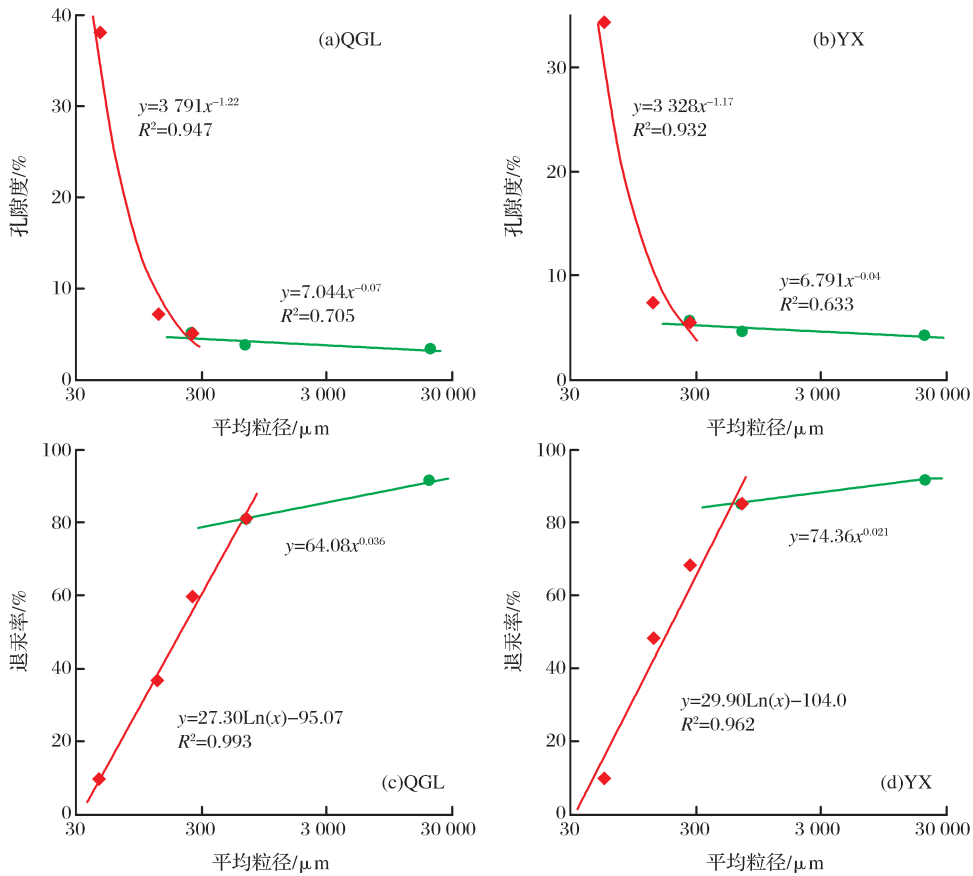 (a)QGL
40
30
20
10
0
孔隙度/%
y=3 791x^−1.22
R²=0.947
y=7.044x^−0.07
R²=0.705
30
300
3 000
30 000
平均粒径/μm
(b)YX
30
20
10
0
孔隙度/%
y=3 328x^−1.17
R²=0.932
y=6.791x^−0.04
R²=0.633
30
300
3 000
30 000
平均粒径/μm
100
80
60
40
20
0
退汞率/%
y=64.08x^0.036
y=27.30Ln(x)−95.07
R²=0.993
(c)QGL
30
300
3 000
30 000
平均粒径/μm
100
80
60
40
20
0
退汞率/%
y=74.36x^0.021
y=29.90Ln(x)−104.0
R²=0.962
(d)YX
30
300
3 000
30 000
平均粒径/μm